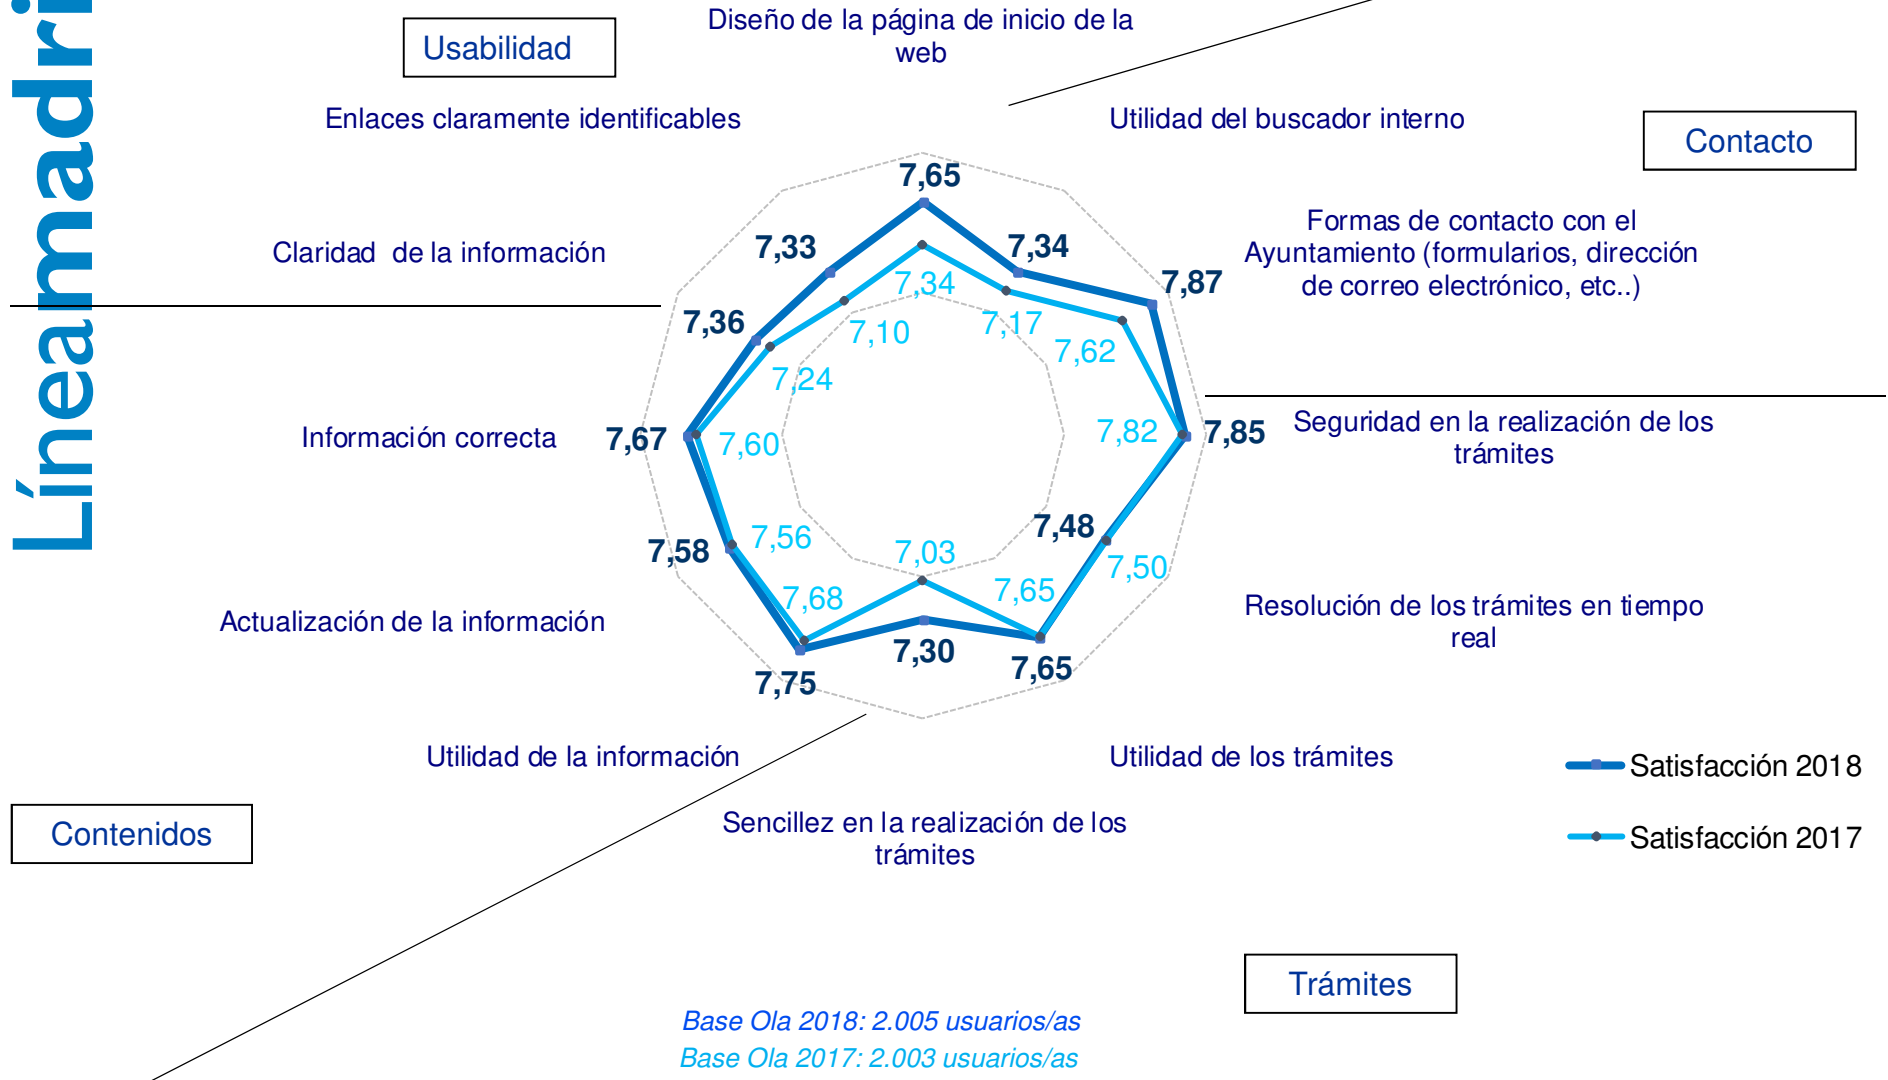 Líneamadri
Diseño de la página de inicio de la
web
Usabilidad
Enlaces claramente identificables
Utilidad del buscador interno
Contacto
7,65
Formas de contacto con el
Ayuntamiento (formularios, dirección
de correo electrónico, etc..)
Claridad de la información
7,33
7,34
7,34
7,87
7,36
7,10
7,17
7,62
7,24
Información correcta
7,67
7,60
7,82
7,85
Seguridad en la realización de los
trámites
7,58
7,56
7,03
7,48
7,50
7,68
7,65
Actualización de la información
Resolución de los trámites en tiempo
real
7,75
7,30
7,65
Utilidad de la información
Utilidad de los trámites
Satisfacción 2018
Satisfacción 2017
Contenidos
Sencillez en la realización de los
trámites
Trámites
Base Ola 2018: 2.005 usuarios/as
Base Ola 2017: 2.003 usuarios/as